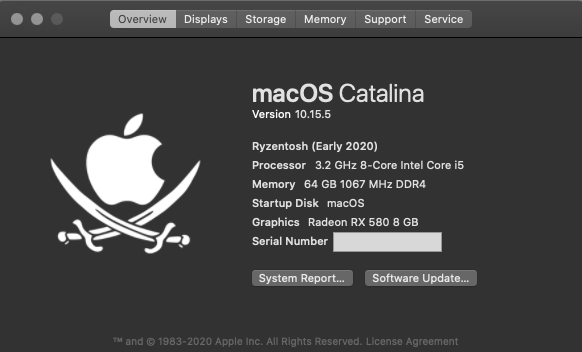 Overview Displays Storage Memory Support Service
macOS Catalina
Version 10.15.5
Ryzentosh (Early 2020)
Processor 3.2 GHz 8-Core Intel Core i5
Memory 64 GB 1067 MHz DDR4
Startup Disk macOS
Graphics Radeon RX 580 8 GB
Serial Number
System Report... Software Update...
™ and © 1983-2020 Apple Inc. All Rights Reserved. License Agreement